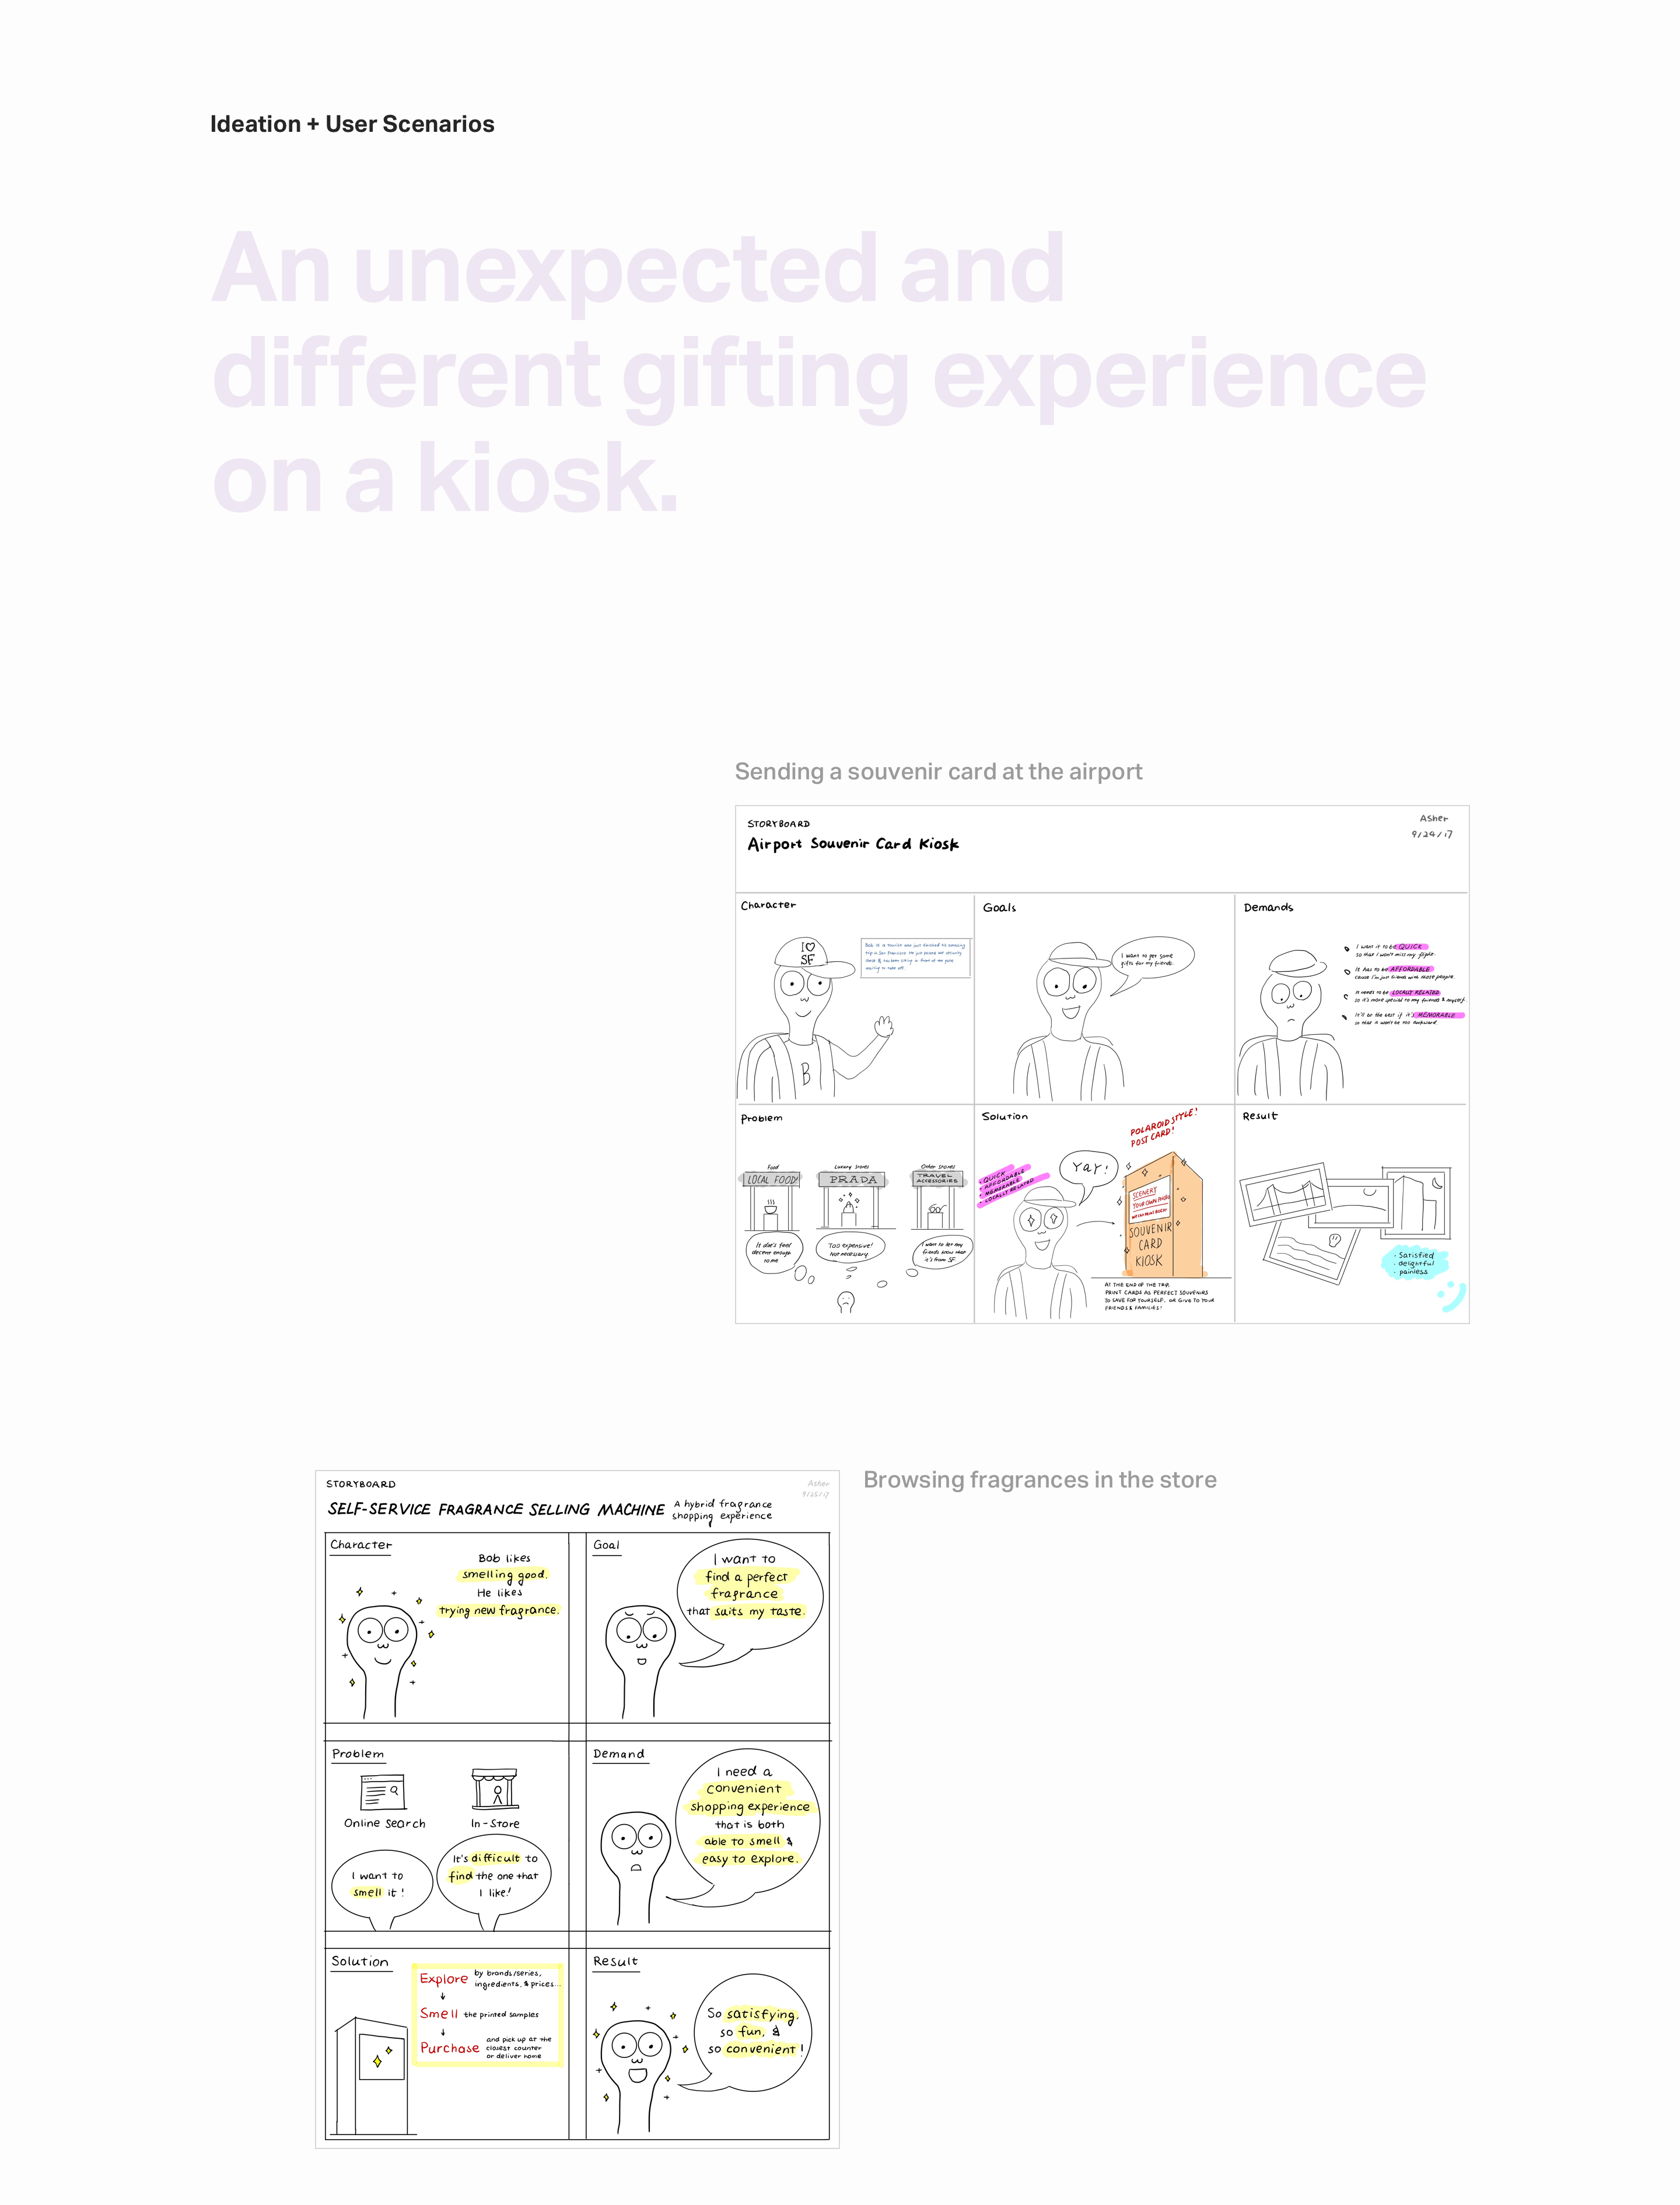 Ideation + User Scenarios
An unexpected and
different gifting experience
on a kiosk.
Sending a souvenir card at the airport
STORYBOARD
Airport Souvenir Card Kiosk
Asher
9/24/17
Character
I♡
SF
B
Bob is a tourist who just finished his amazing
trip in San Francisco. He just passed the security
check & has been sitting in front of the gate
waiting to take off.
Goals
I want to get some
gifts for my friends.
Demands
I want it to be QUICK
so that I won't miss my flight.
It has to be AFFORDABLE
cause I'm just friends with those people.
It needs to be LOCALLY RELATED
so it's more special to my friends & myself.
It'll be the best if it's MEMORABLE
so that it won't be too awkward.
Problem
Food
LOCAL FOOD!
Luxury Stores
PRADA
Other Stores
TRAVEL
ACCESSORIES
It doesn't feel
decent enough
to me
Too expensive!
Not necessary.
I want to let my
friends know that
it's from SF
Solution
· QUICK
· AFFORDABLE
· MEMORABLE
· LOCALLY RELATED
Yay!
POLAROID STYLE!
POST CARD!
SCENERY
YOUR OWN PHOTO
SOUVENIR
CARD
KIOSK
AT THE END OF THE TRIP
PRINT CARDS AS PERFECT SOUVENIRS
TO SAVE FOR YOURSELF, OR GIVE TO YOUR
FRIENDS & FAMILIES!
Result
· Satisfied
· delightful
· painless
Browsing fragrances in the store
STORYBOARD
Asher
9/25/17
SELF-SERVICE FRAGRANCE SELLING MACHINE
A hybrid fragrance
shopping experience
Character
Bob likes
smelling good.
He likes
trying new fragrance.
Goal
I want to
find a perfect
fragrance
that suits my taste.
Problem
Online Search
In-Store
I want to
smell it!
It's difficult to
find the one that
I like!
Demand
I need a
convenient
shopping experience
that is both
able to smell &
easy to explore.
Solution
Explore by brands/series,
ingredients, & prices...
↓
Smell the printed samples
↓
Purchase and pick up at the
closest counter
or deliver home
Result
So satisfying,
so fun, &
so convenient!